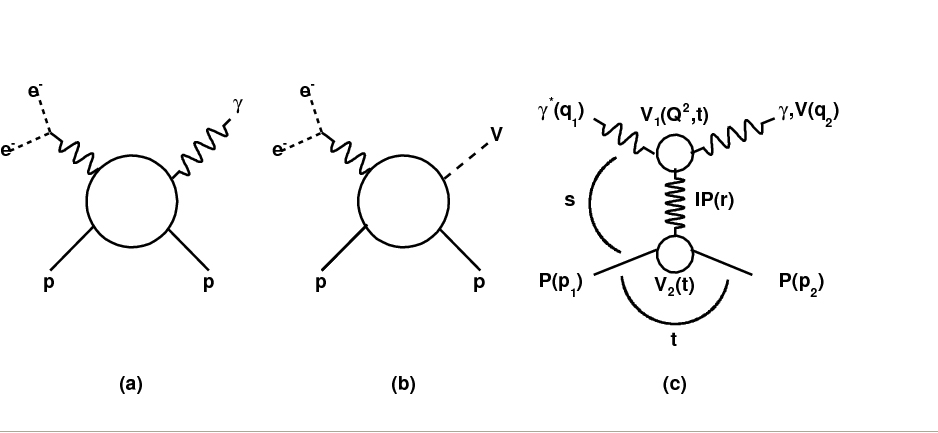 e-
e-
γ
p
p
(a)
e-
e-
V
p
p
(b)
γ*(q1)
V1(Q2,t)
γ,V(q2)
s
IP(r)
P(p1)
V2(t)
P(p2)
t
(c)